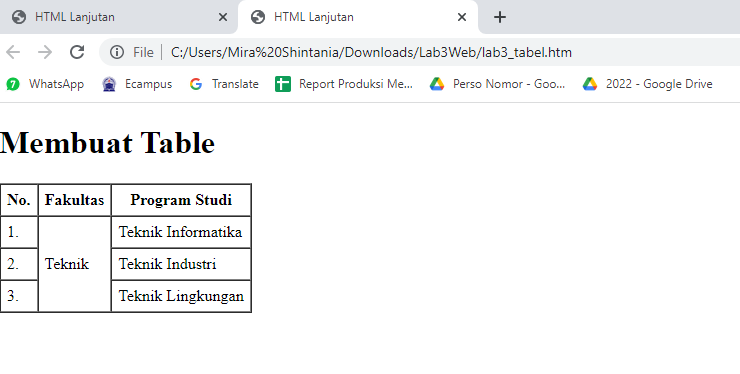 HTML Lanjutan
HTML Lanjutan
File | C:/Users/Mira%20Shintania/Downloads/Lab3Web/lab3_tabel.htm
WhatsApp Ecampus Translate Report Produksi Me... Perso Nomor - Goo... 2022 - Google Drive
Membuat Table
No. Fakultas Program Studi
1. Teknik Informatika
2. Teknik Teknik Industri
3. Teknik Lingkungan